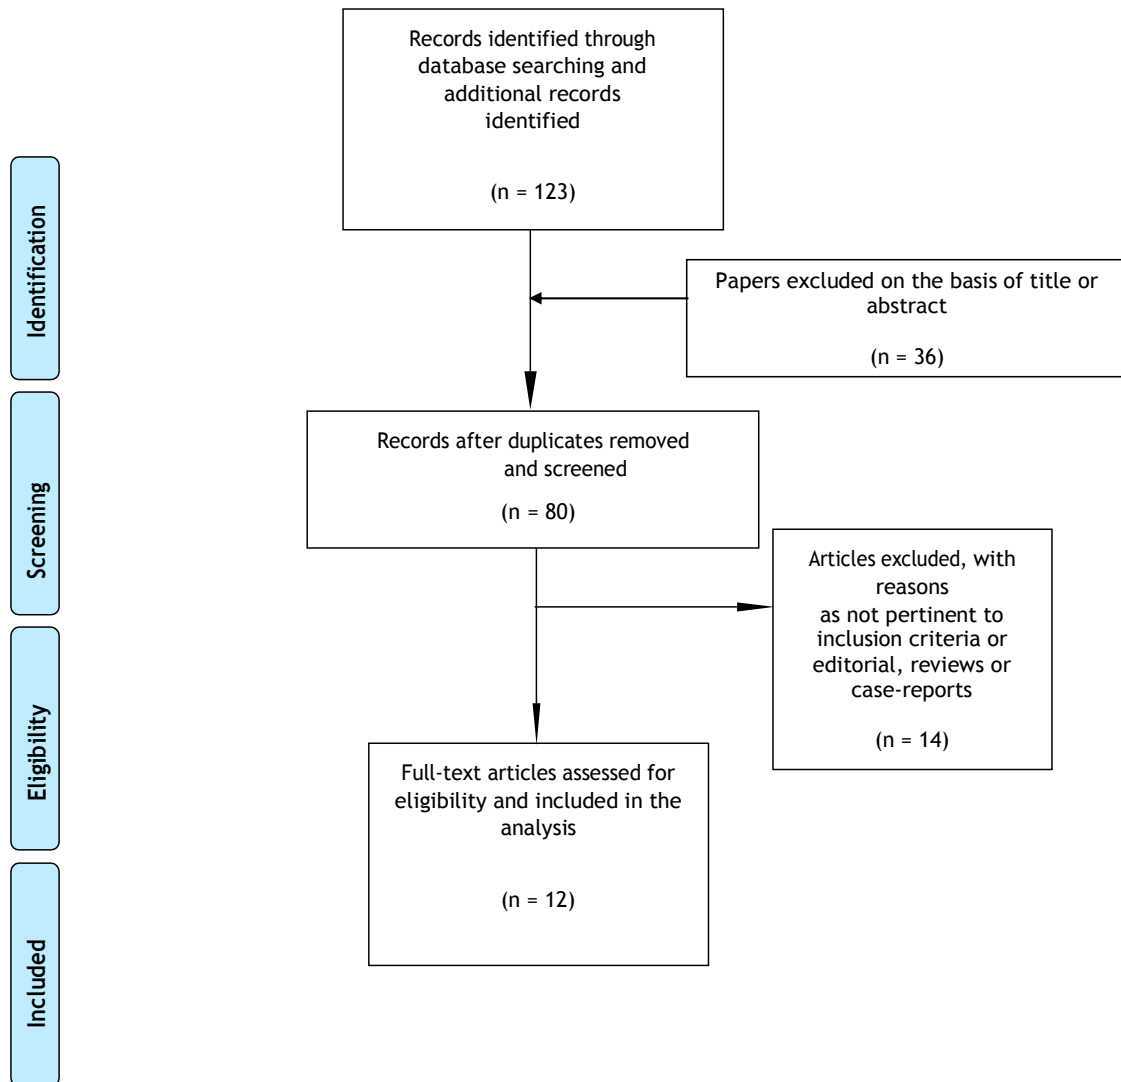 Records identified through
database searching and
additional records
identified
(n = 123)
Identification
Papers excluded on the basis of title or
abstract
(n = 36)
Screening
Records after duplicates removed
and screened
(n = 80)
Articles excluded, with
reasons
as not pertinent to
inclusion criteria or
editorial, reviews or
case-reports
(n = 14)
Eligibility
Full-text articles assessed for
eligibility and included in the
analysis
(n = 12)
Included